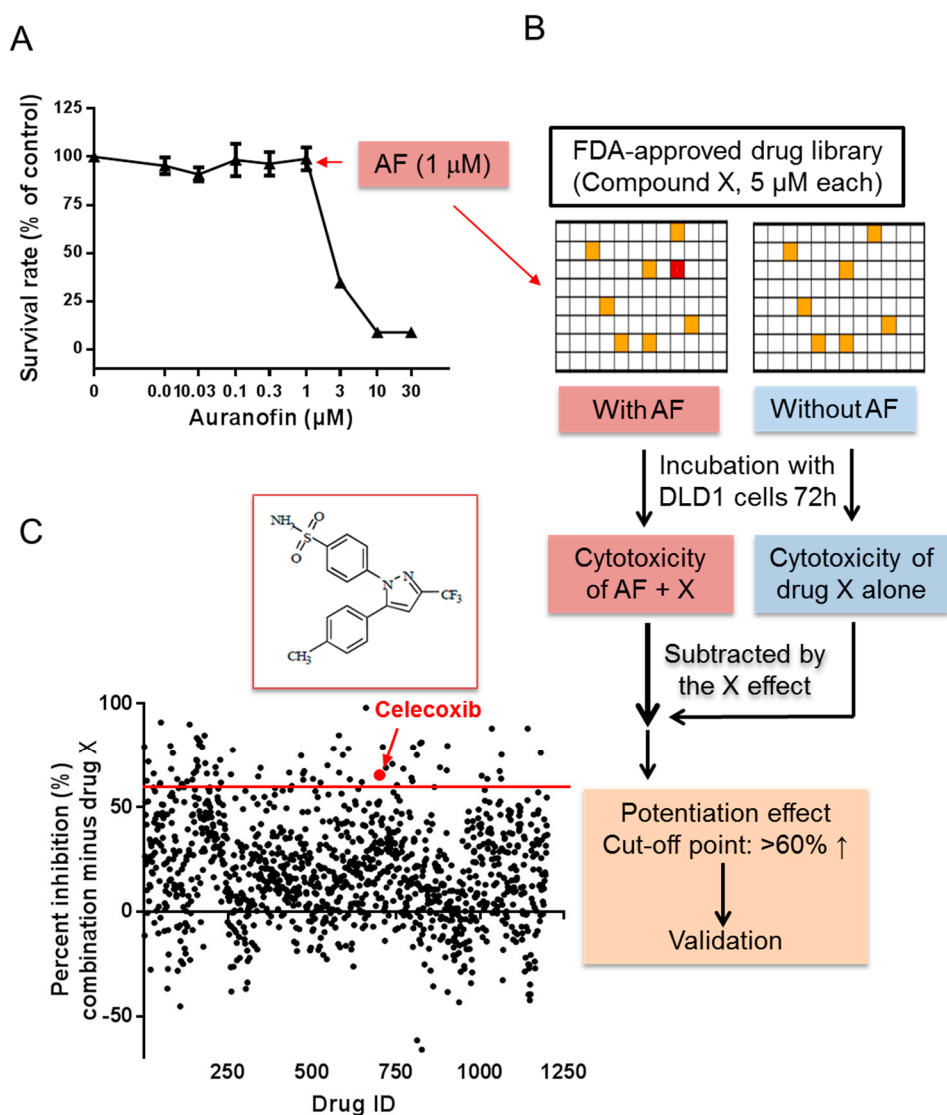 A
B
125
100
75
50
25
0
Survival rate (% of control)
0
0.01
0.03
0.1
0.3
1
3
10
30
Auranofin (µM)
AF (1 µM)
FDA-approved drug library
(Compound X, 5 µM each)
With AF
Without AF
Incubation with
DLD1 cells 72h
Cytotoxicity
of AF + X
Cytotoxicity of
drug X alone
Subtracted by
the X effect
Potentiation effect
Cut-off point: >60% ↑
Validation
C
NH2
S
O
O
N
N
CF3
CH3
Celecoxib
100
50
0
-50
Percent inhibition (%)
combination minus drug X
250
500
750
1000
1250
Drug ID